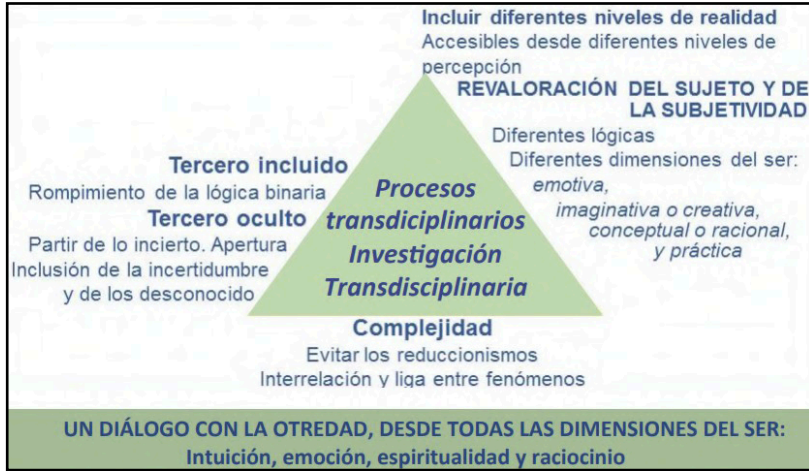 Incluir diferentes niveles de realidad
Accesibles desde diferentes niveles de
percepción
REVALORACIÓN DEL SUJETO Y DE
LA SUBJETIVIDAD
Diferentes lógicas
Diferentes dimensiones del ser:
emotiva,
imaginativa o creativa,
conceptual o racional,
y práctica
Tercero incluido
Rompimiento de la lógica binaria
Tercero oculto
Partir de lo incierto. Apertura
Inclusión de la incertidumbre
y de los desconocido
Procesos
transdiciplinarios
Investigación
Transdisciplinaria
Complejidad
Evitar los reduccionismos
Interrelación y liga entre fenómenos
UN DIÁLOGO CON LA OTREDAD, DESDE TODAS LAS DIMENSIONES DEL SER:
Intuición, emoción, espiritualidad y raciocinio